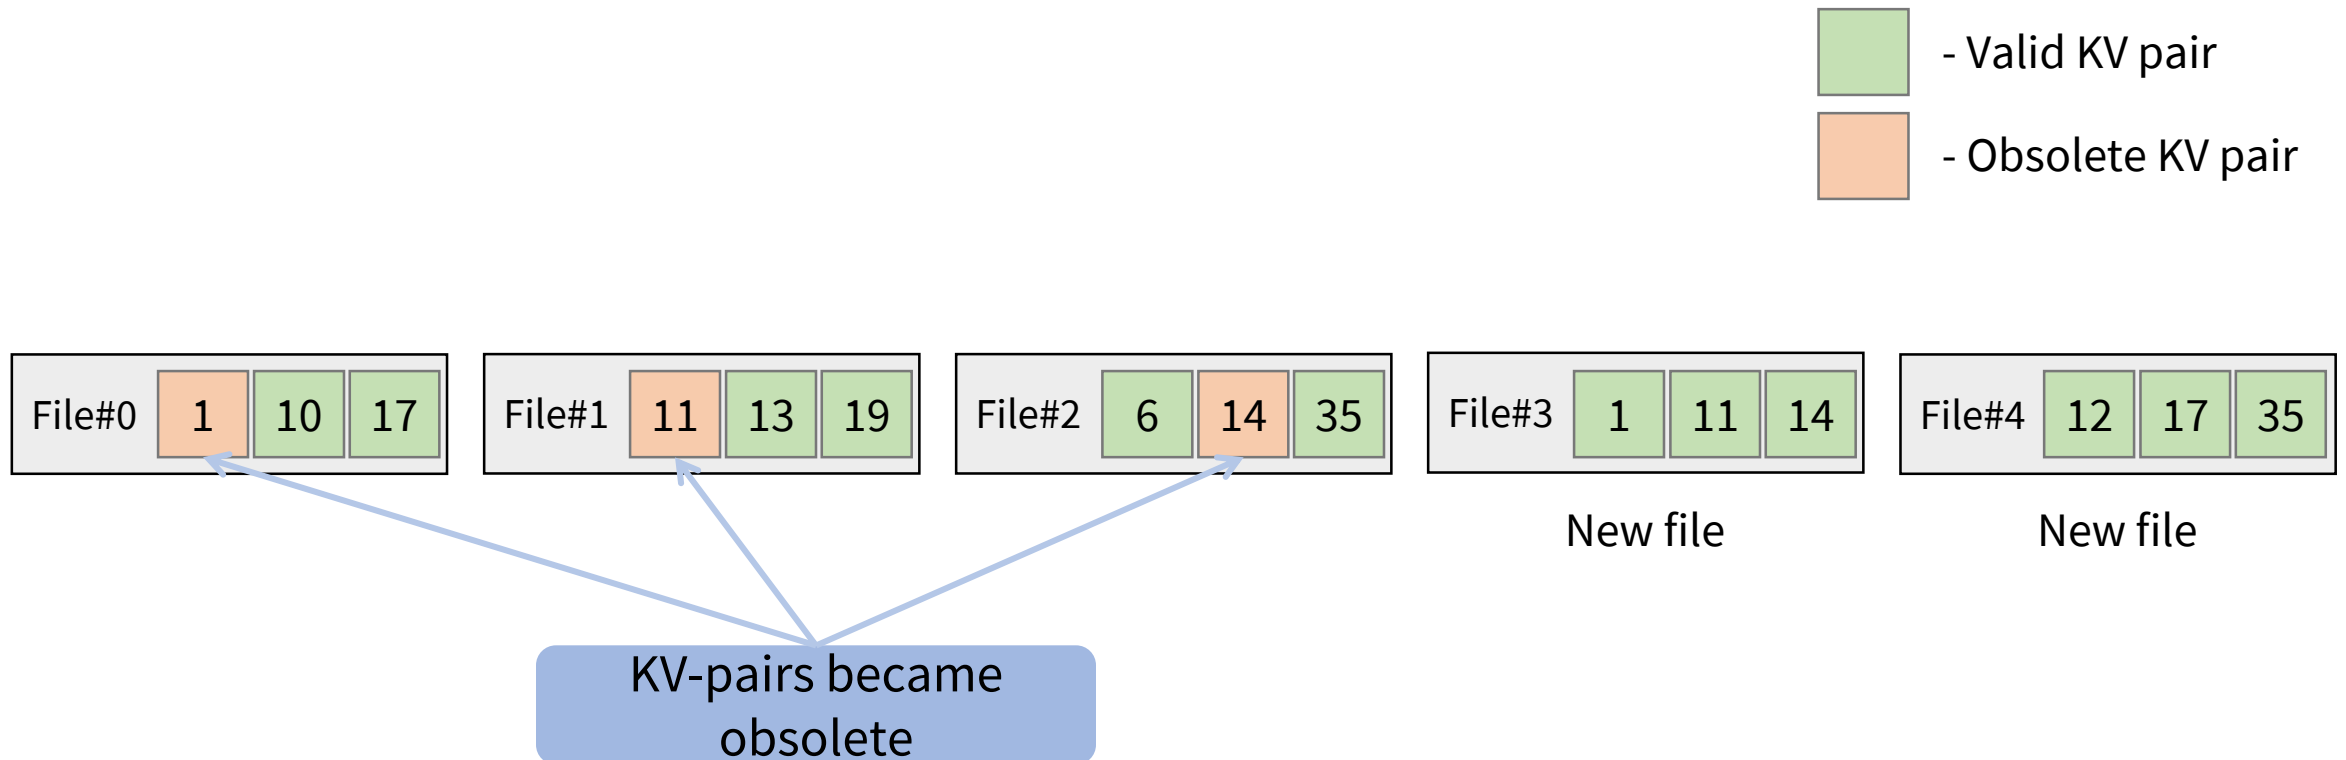 - Valid KV pair
- Obsolete KV pair
File#0 1 10 17
File#1 11 13 19
File#2 6 14 35
File#3 1 11 14
File#4 12 17 35
New file
New file
KV-pairs became
obsolete